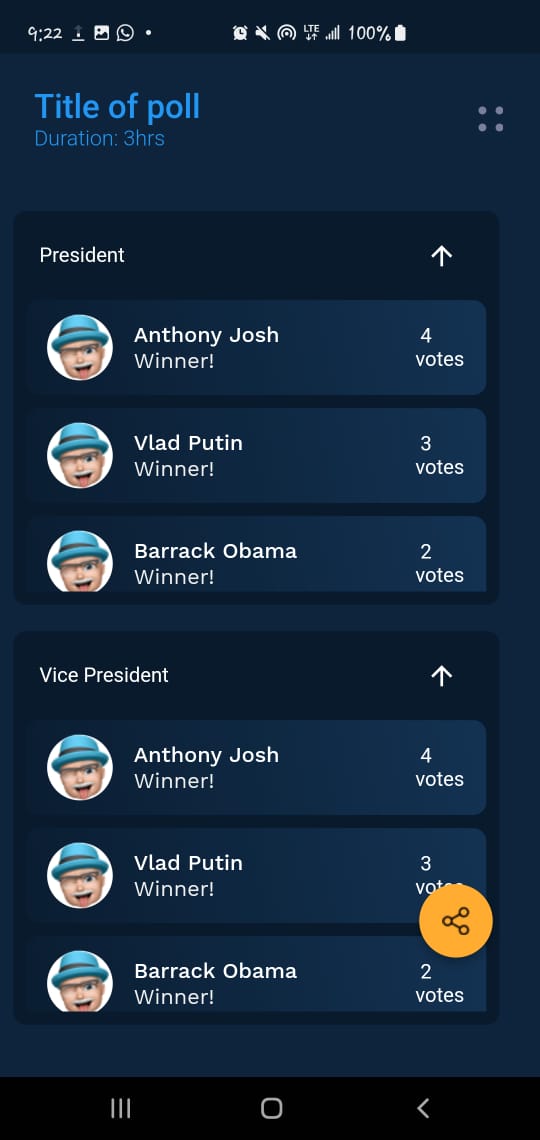 9:22 LTE 100%
Title of poll
Duration: 3hrs
President
Anthony Josh 4
Winner! votes
Vlad Putin 3
Winner! votes
Barrack Obama 2
Winner! votes
Vice President
Anthony Josh 4
Winner! votes
Vlad Putin 3
Winner! votes
Barrack Obama 2
Winner! votes